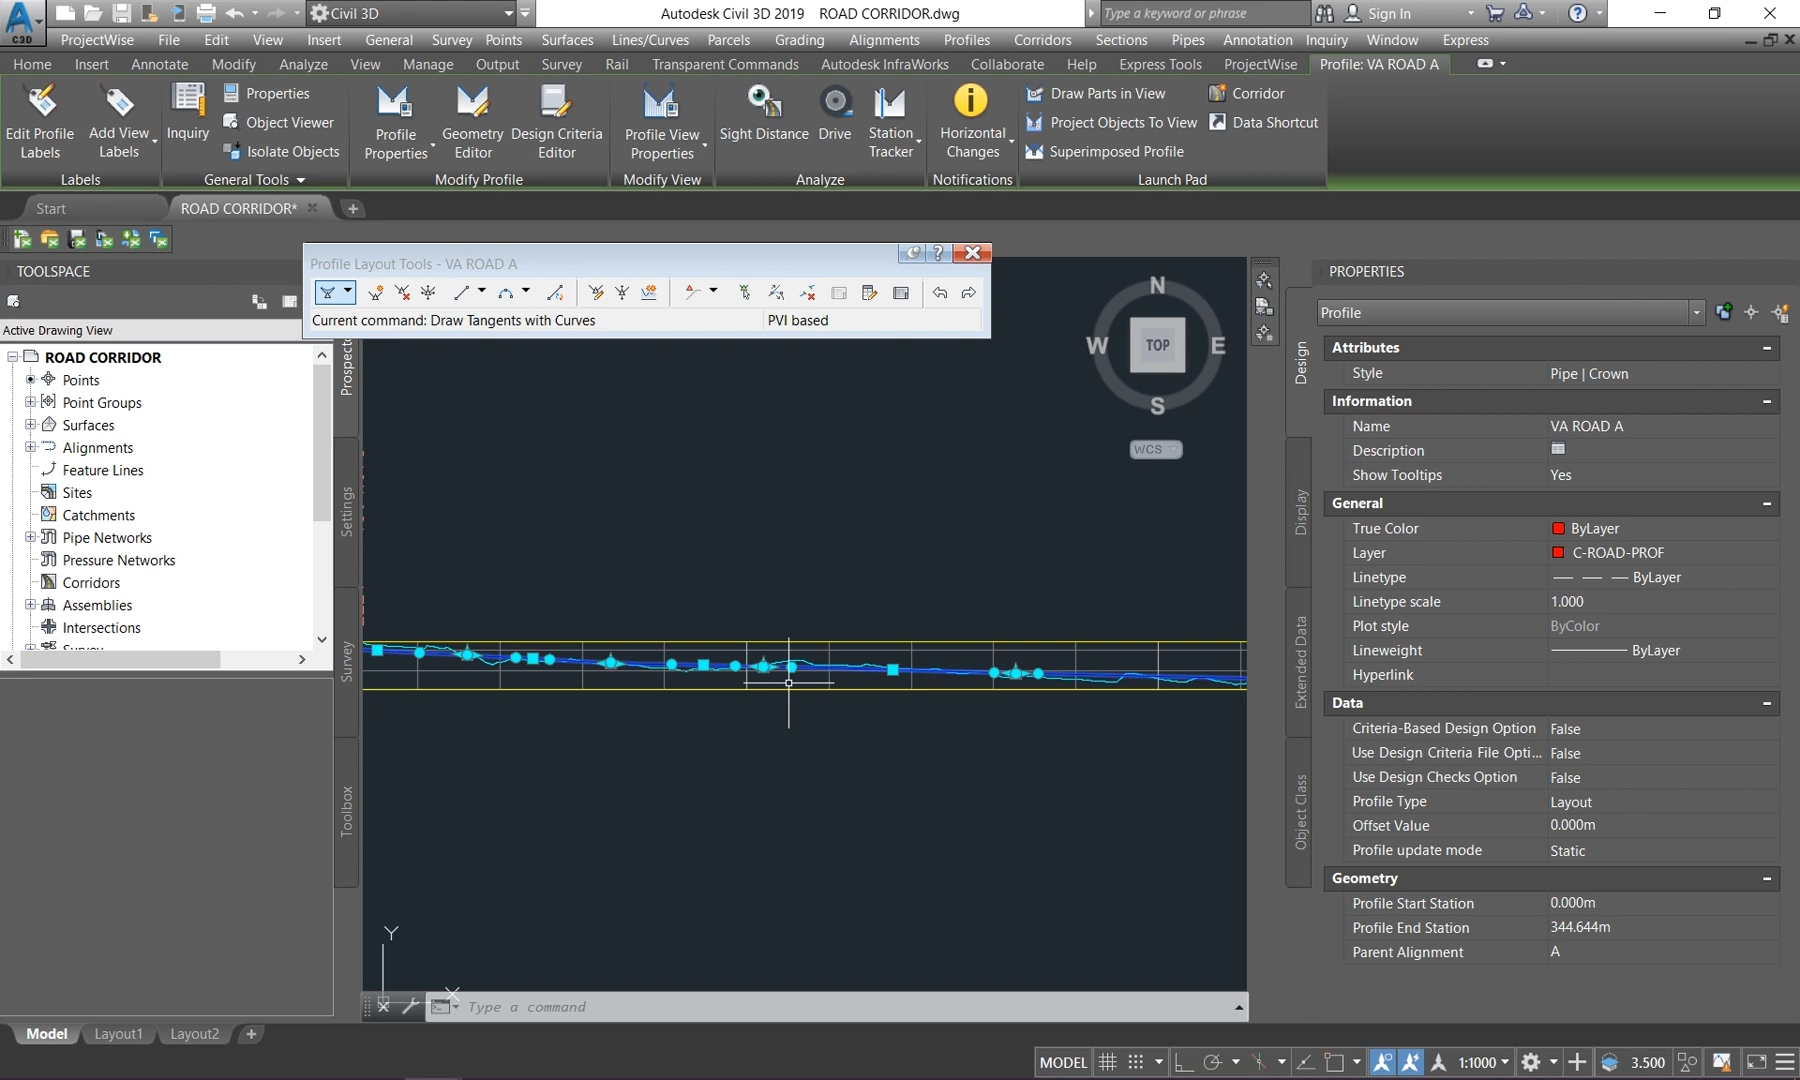 Civil 3D
Autodesk Civil 3D 2019 ROAD CORRIDOR.dwg
Type a keyword or phrase
Sign In
C3D
ProjectWise File Edit View Insert General Survey Points Surfaces Lines/Curves Parcels Grading Alignments Profiles Corridors Sections Pipes Annotation Inquiry Window Express
Home Insert Annotate Modify Analyze View Manage Output Survey Rail Transparent Commands Autodesk InfraWorks Collaborate Help Express Tools ProjectWise Profile: VA ROAD A
Edit Profile Labels
Add View Labels
Labels
Inquiry
Properties
Object Viewer
Isolate Objects
General Tools
Profile Properties
Geometry Editor
Design Criteria Editor
Modify Profile
Profile View Properties
Modify View
Sight Distance
Drive
Station Tracker
Analyze
Horizontal Changes
Notifications
Draw Parts in View
Project Objects To View
Superimposed Profile
Corridor
Data Shortcut
Launch Pad
Start
ROAD CORRIDOR*
TOOLSPACE
Active Drawing View
ROAD CORRIDOR
Points
Point Groups
Surfaces
Alignments
Feature Lines
Sites
Catchments
Pipe Networks
Pressure Networks
Corridors
Assemblies
Intersections
Prospecto
Settings
Survey
Toolbox
Profile Layout Tools - VA ROAD A
Current command: Draw Tangents with Curves
PVI based
N
W
TOP
E
S
WCS
Y
X
Type a command
PROPERTIES
Design
Display
Extended Data
Object Class
Profile
Attributes
Style Pipe | Crown
Information
Name VA ROAD A
Description
Show Tooltips Yes
General
True Color ByLayer
Layer C-ROAD-PROF
Linetype ByLayer
Linetype scale 1.000
Plot style ByColor
Lineweight ByLayer
Hyperlink
Data
Criteria-Based Design Option False
Use Design Criteria File Opti... False
Use Design Checks Option False
Profile Type Layout
Offset Value 0.000m
Profile update mode Static
Geometry
Profile Start Station 0.000m
Profile End Station 344.644m
Parent Alignment A
Model Layout1 Layout2
MODEL
1:1000
3.500